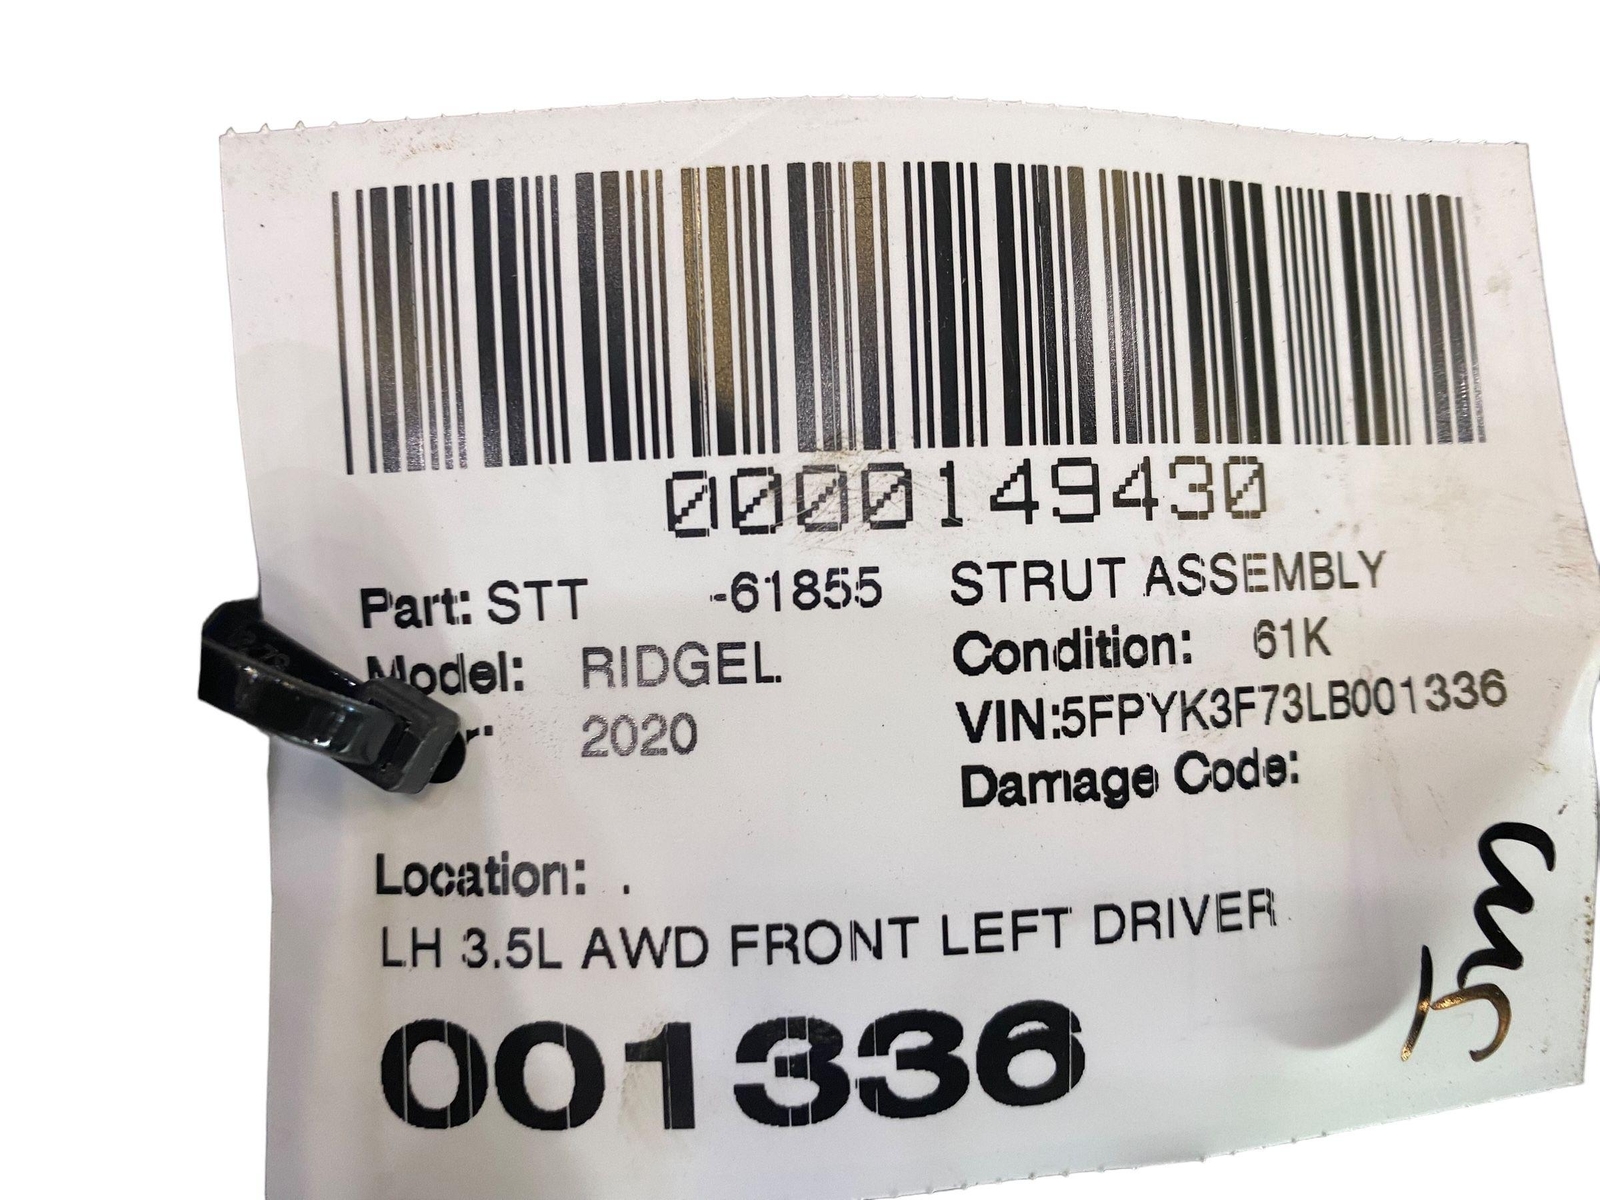 0000149430
Part: STT -61855 STRUT ASSEMBLY
Model: RIDGEL. Condition: 61K
2020 VIN:5FPYK3F73LB001336
Damage Code:
Location: .
LH 3.5L AWD FRONT LEFT DRIVER
001336